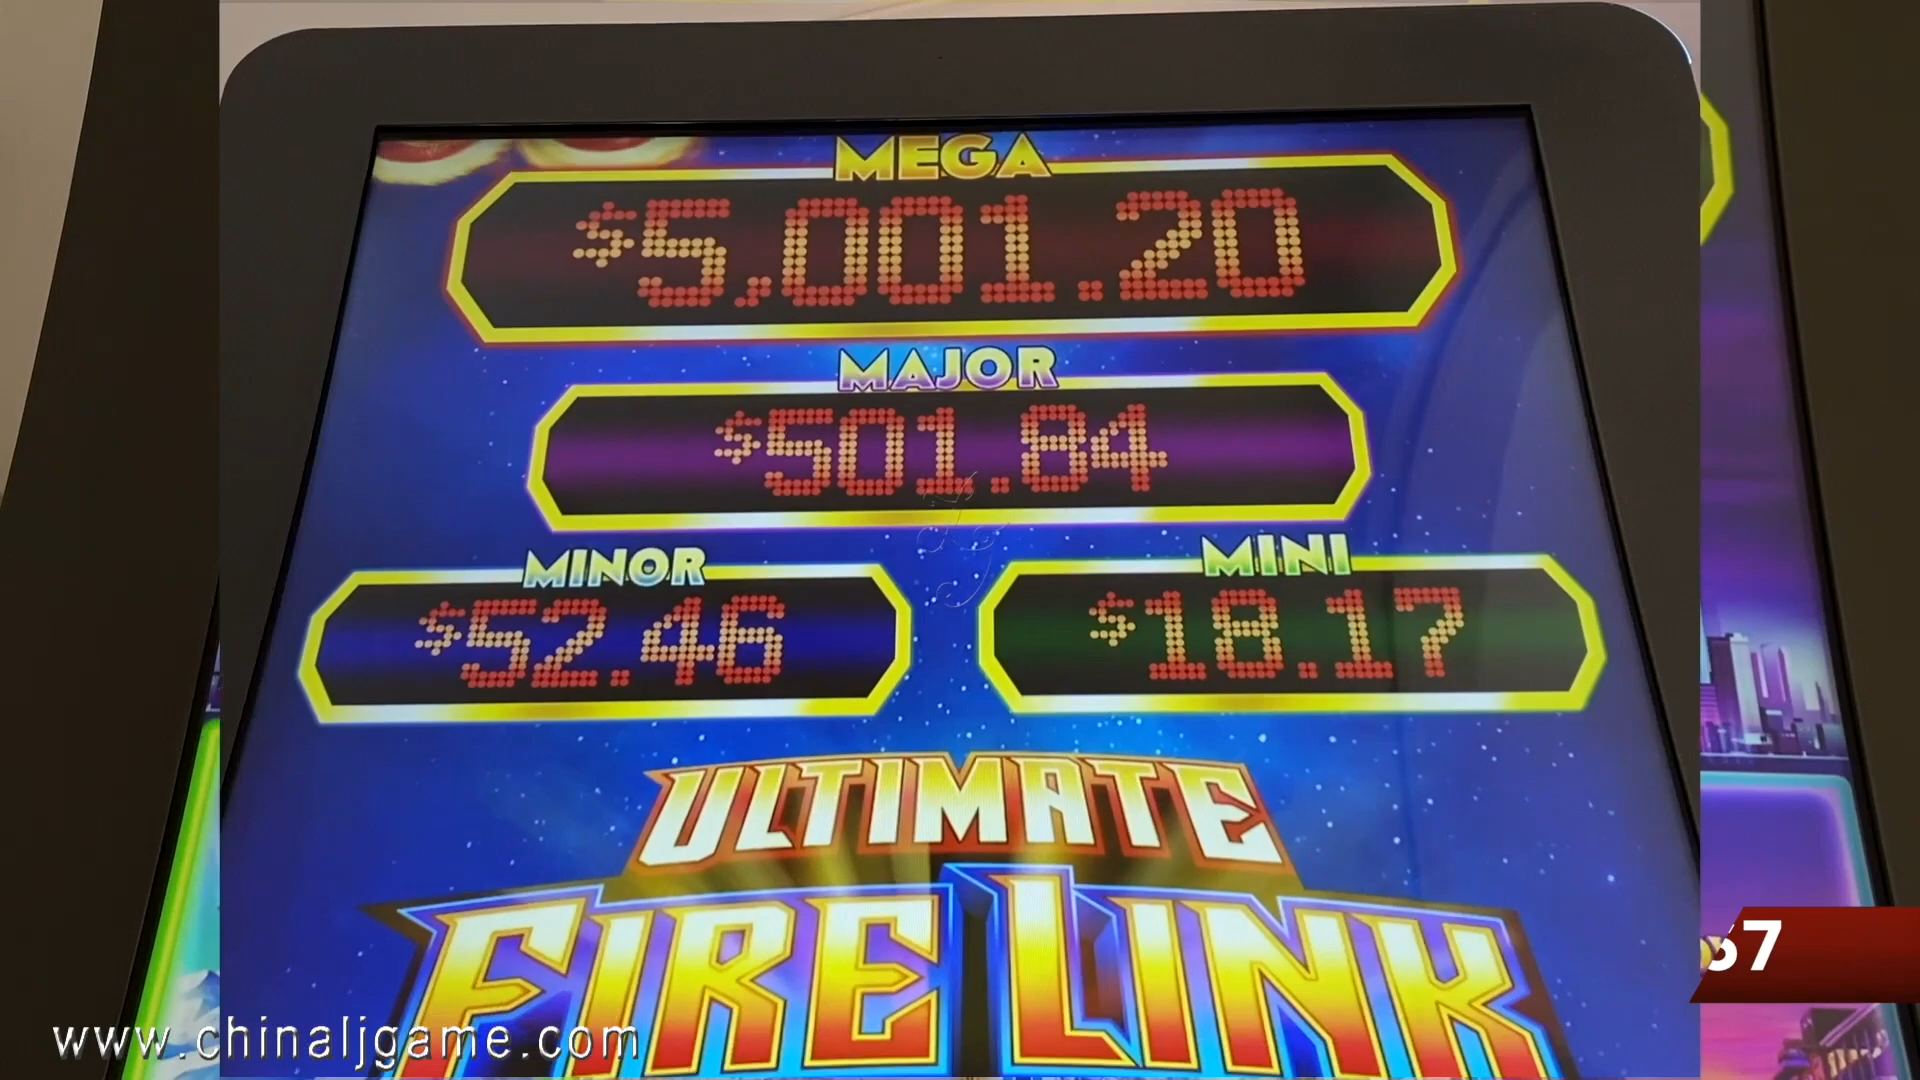 MEGA
$5,001.20
MAJOR
$501.84
MINOR
$52.46
MINI
$18.17
ULTIMATE
FIRE LINK
67
www.chinaljgame.com